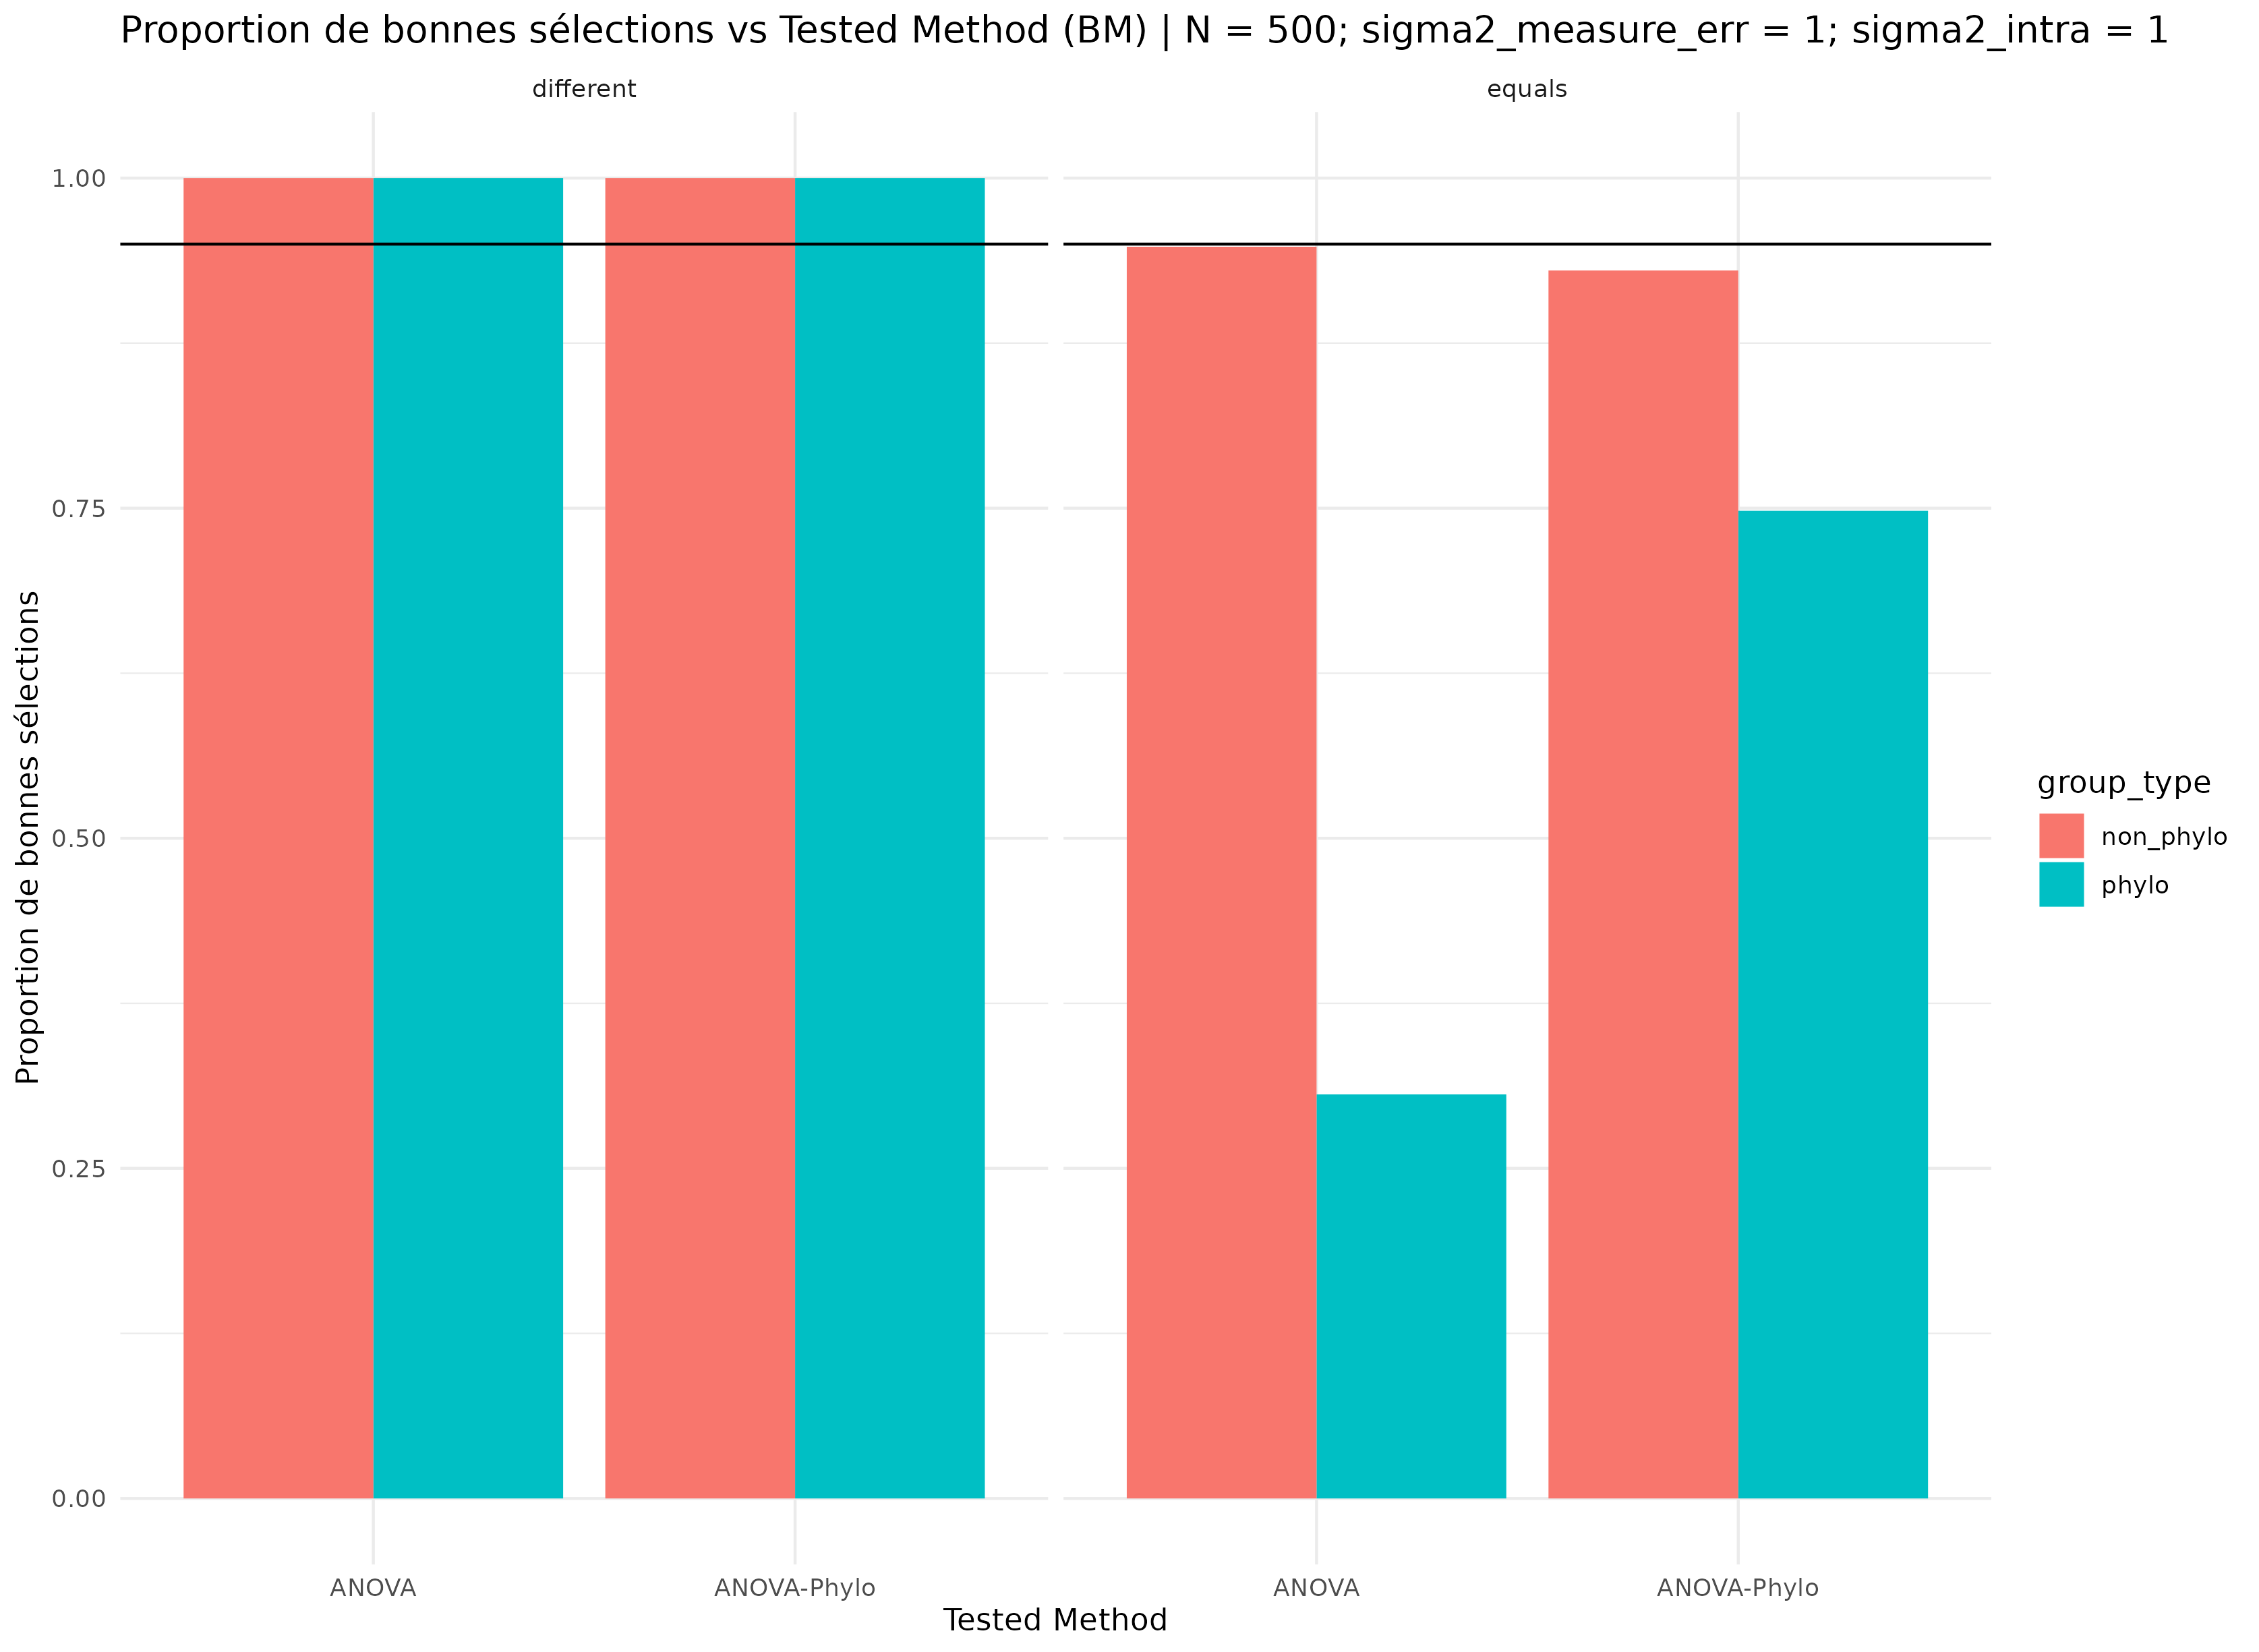 Proportion de bonnes sélections vs Tested Method (BM) | N = 500; sigma2_measure_err = 1; sigma2_intra = 1
different
equals
1.00
0.75
0.50
0.25
0.00
Proportion de bonnes sélections
ANOVA
ANOVA-Phylo
ANOVA
ANOVA-Phylo
Tested Method
group_type
non_phylo
phylo